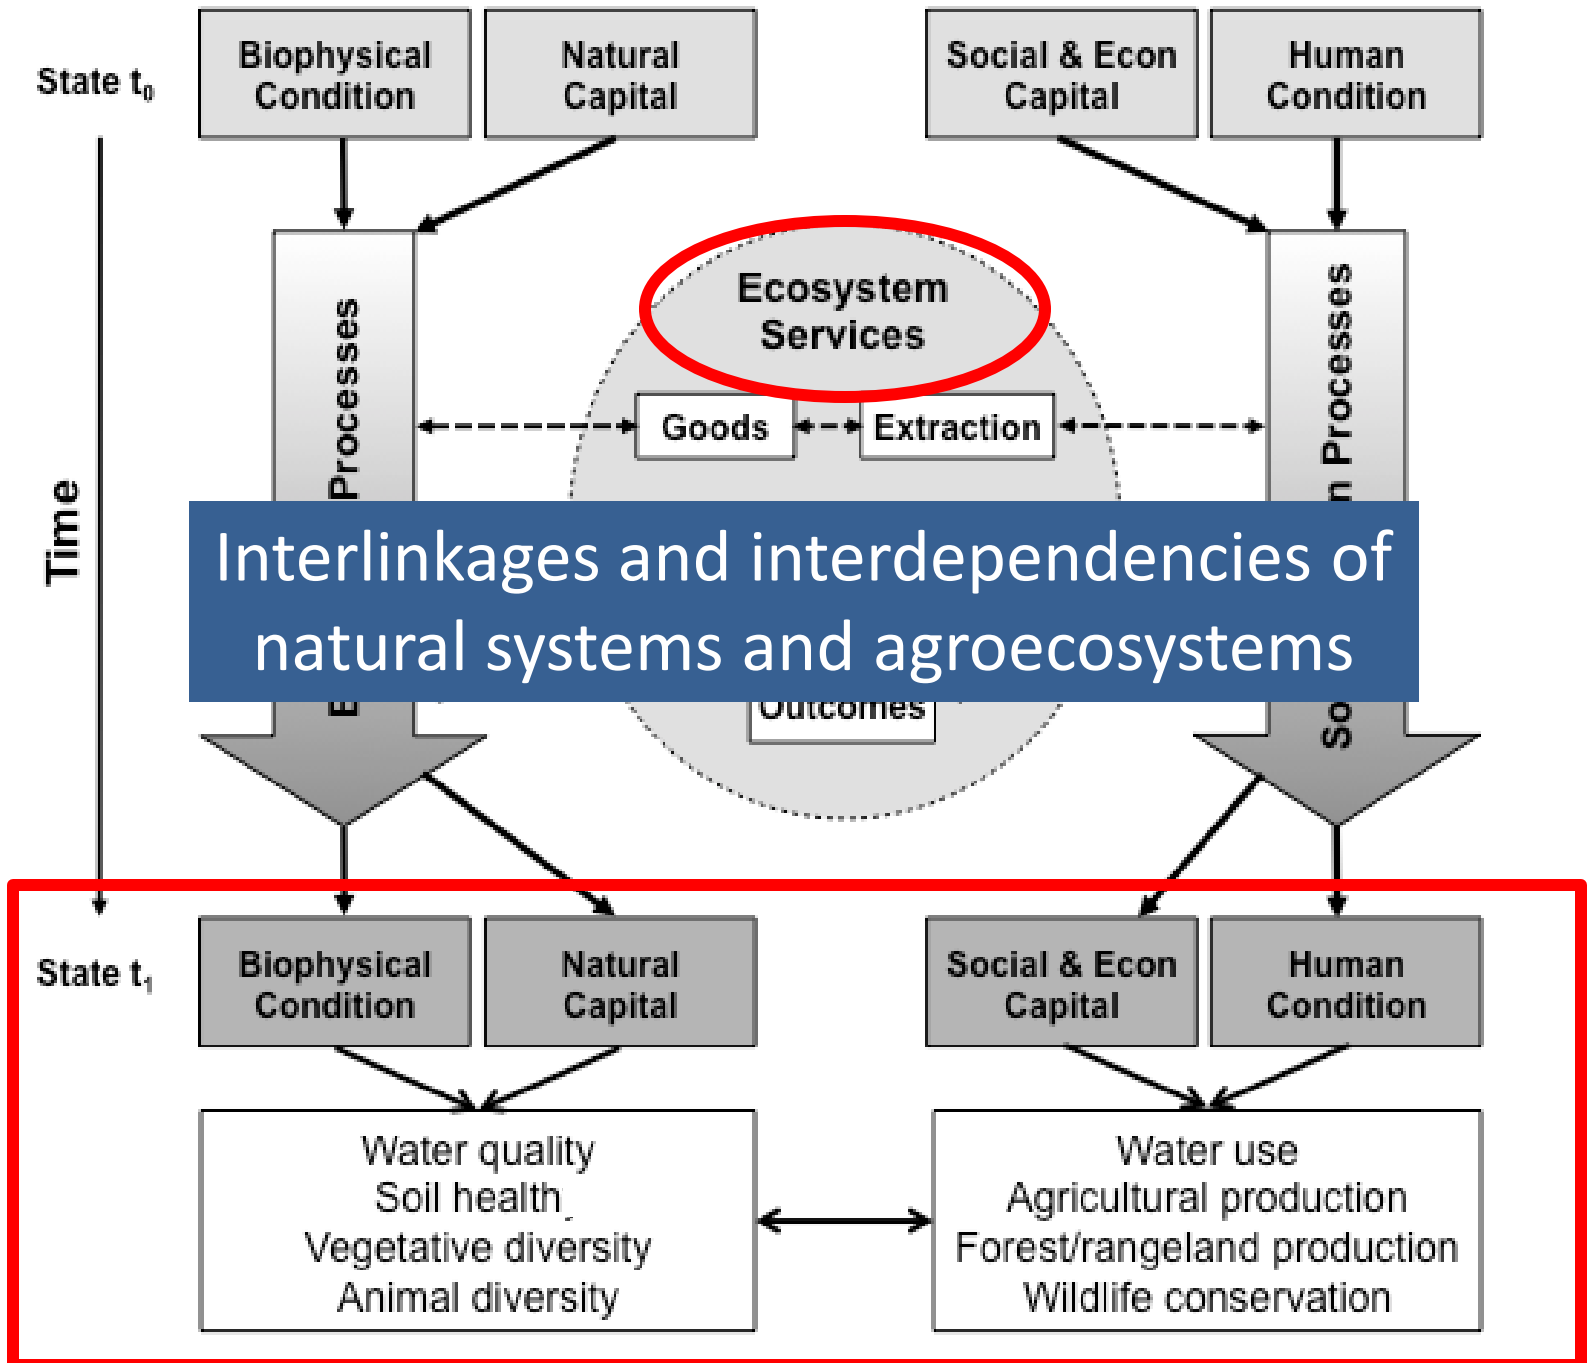 State t0
Biophysical
Condition
Natural
Capital
Social & Econ
Capital
Human
Condition
Ecosystem
Services
Goods
Extraction
Processes
Processes
Time
Interlinkages and interdependencies of
natural systems and agroecosystems
Outcomes
State t1
Biophysical
Condition
Natural
Capital
Social & Econ
Capital
Human
Condition
Water quality
Soil health
Vegetative diversity
Animal diversity
Water use
Agricultural production
Forest/rangeland production
Wildlife conservation